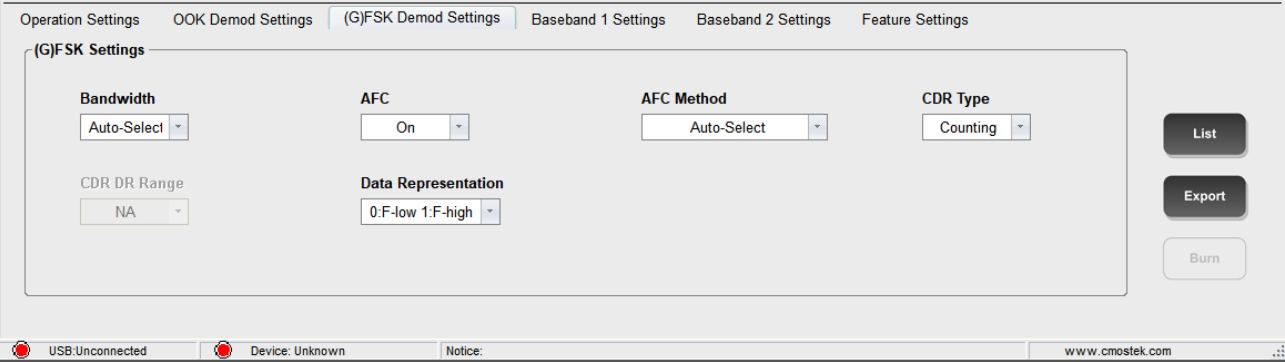 Operation Settings OOK Demod Settings (G)FSK Demod Settings Baseband 1 Settings Baseband 2 Settings Feature Settings
(G)FSK Settings
Bandwidth AFC AFC Method CDR Type
Auto-Select On Auto-Select Counting
List
CDR DR Range Data Representation
NA 0:F-low 1:F-high
Export
Burn
USB:Unconnected Device: Unknown Notice: www.cmostek.com